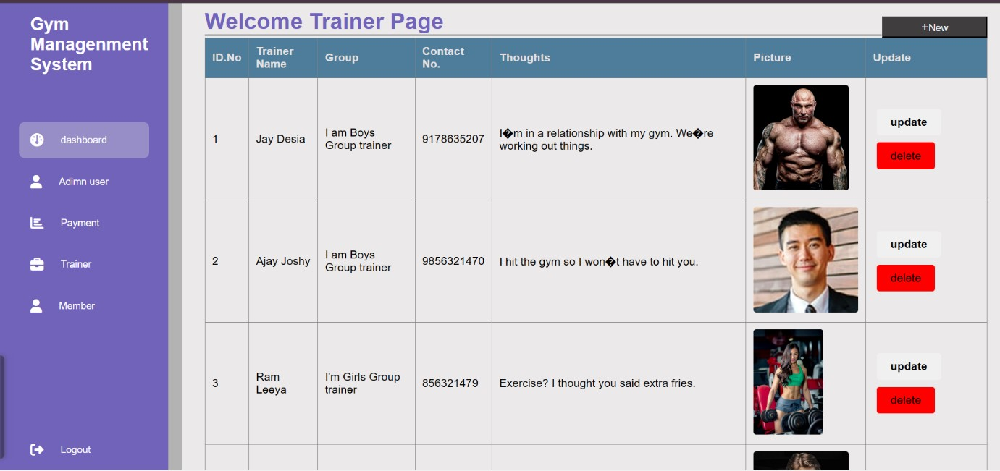 Gym
Managenment
System
dashboard
Adimn user
Payment
Trainer
Member
Logout
Welcome Trainer Page
+New
ID.No
Trainer
Name
Group
Contact
No.
Thoughts
Picture
Update
1
Jay Desia
I am Boys
Group trainer
9178635207
I�m in a relationship with my gym. We�re
working out things.
update
delete
2
Ajay Joshy
I am Boys
Group trainer
9856321470
I hit the gym so I won�t have to hit you.
update
delete
3
Ram
Leeya
I'm Girls Group
trainer
856321479
Exercise? I thought you said extra fries.
update
delete